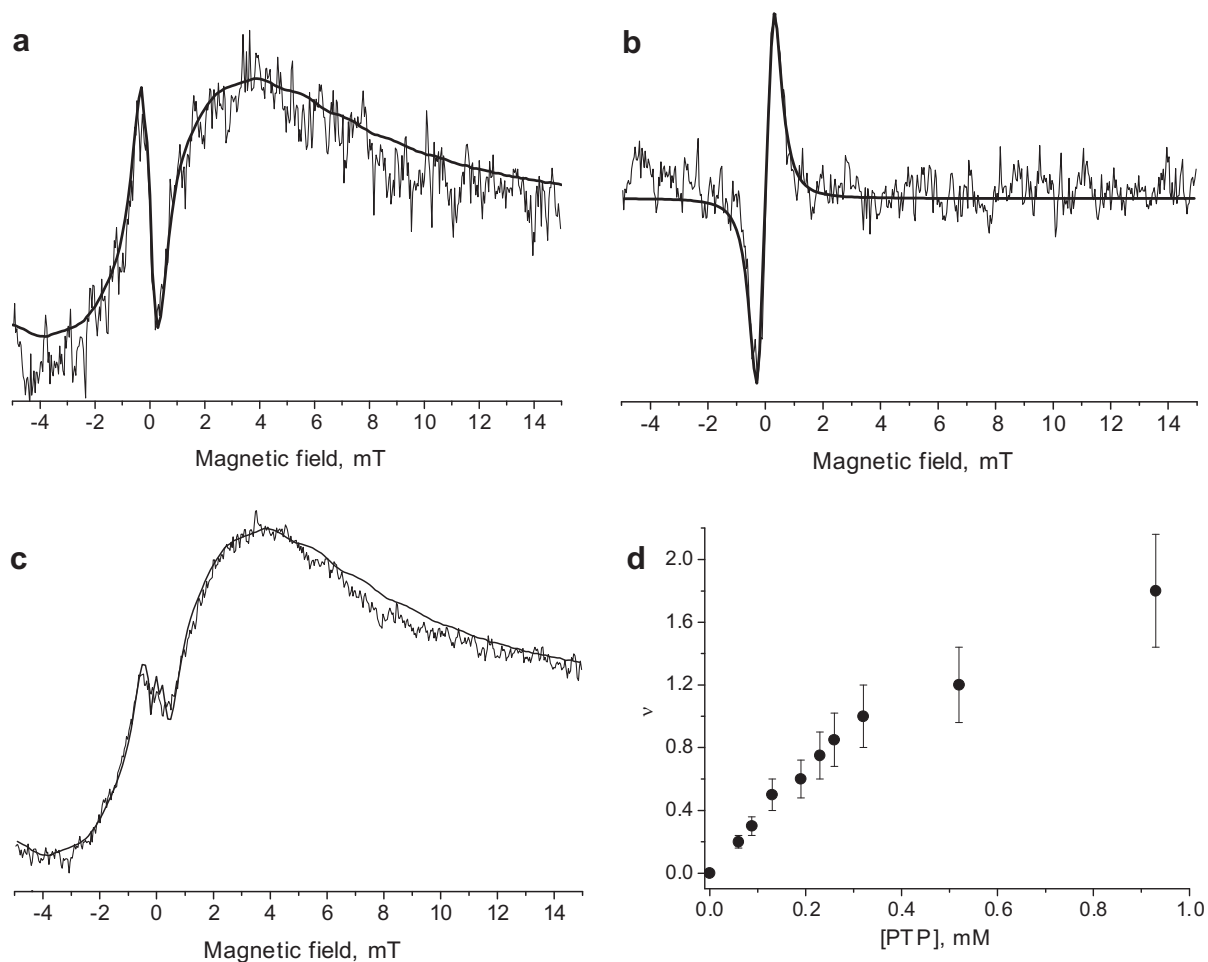 a
-4 -2 0 2 4 6 8 10 12 14
Magnetic field, mT
b
-4 -2 0 2 4 6 8 10 12 14
Magnetic field, mT
c
-4 -2 0 2 4 6 8 10 12 14
Magnetic field, mT
d
2.0
1.6
1.2
0.8
0.4
0.0
ν
0.0 0.2 0.4 0.6 0.8 1.0
[PTP], mM